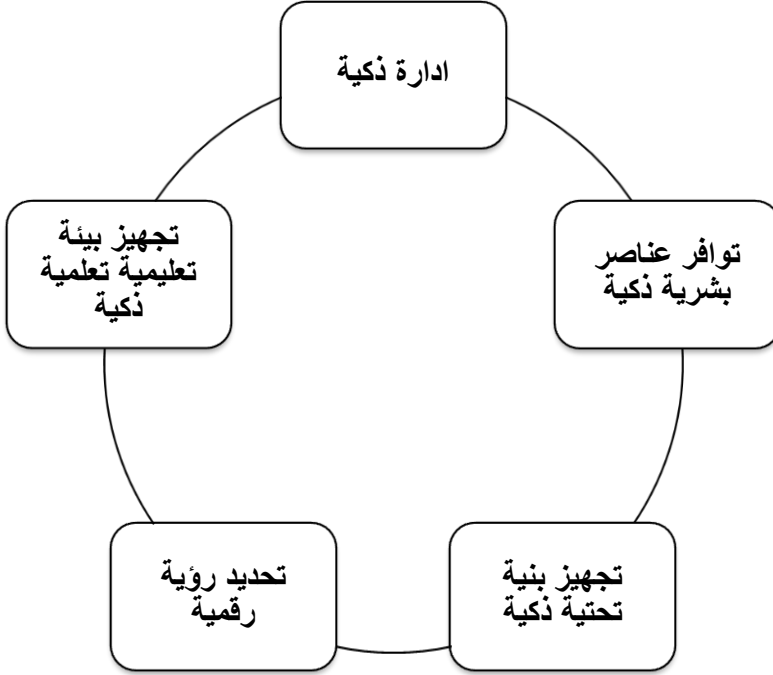 ادارة ذكية
توافر عناصر
بشرية ذكية
تجهيز بنية
تحتية ذكية
تحديد رؤية
رقمية
تجهيز بيئة
تعليمية تعلمية
ذكية